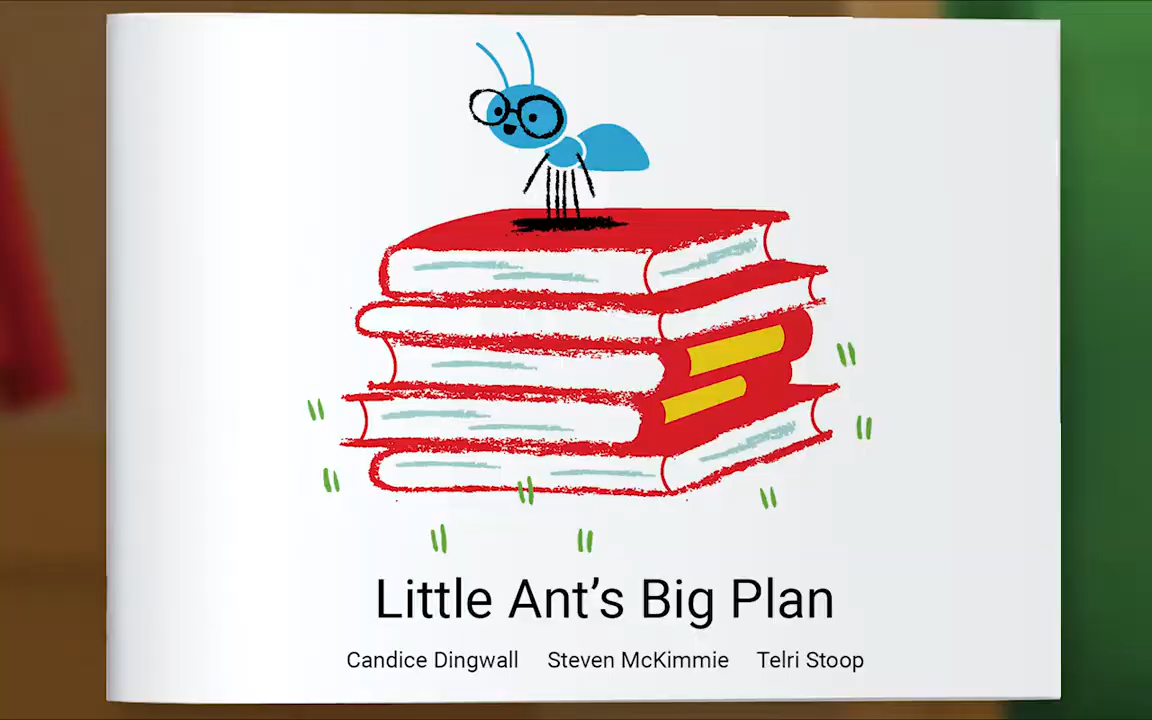 Little Ant’s Big Plan
Candice Dingwall Steven McKimmie Telri Stoop